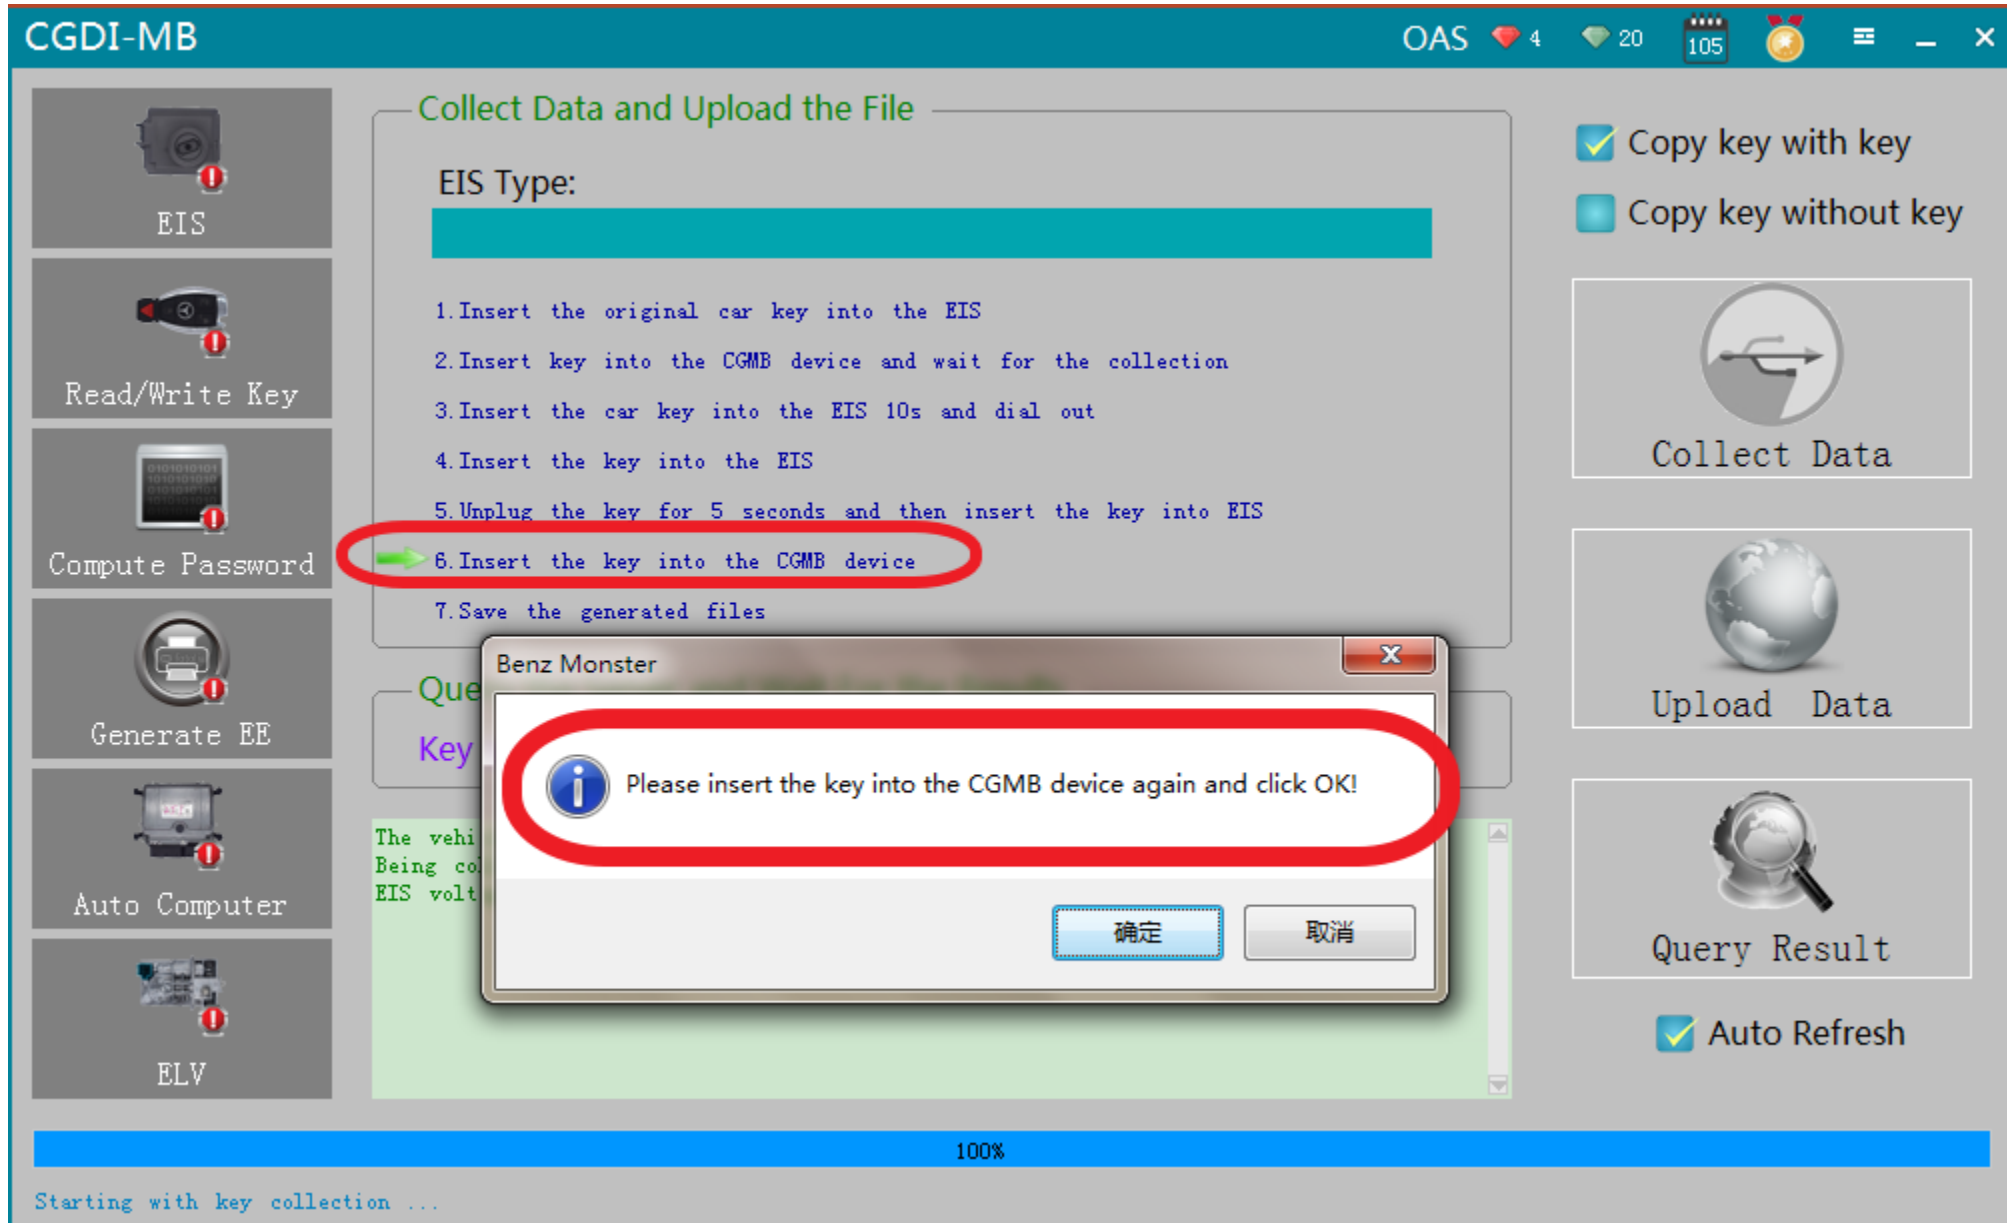 CGDI-MB
OAS 4 20 105
Collect Data and Upload the File
EIS Type:
1.Insert the original car key into the EIS
2.Insert key into the CGMB device and wait for the collection
3.Insert the car key into the EIS 10s and dial out
4.Insert the key into the EIS
5.Unplug the key for 5 seconds and then insert the key into EIS
6.Insert the key into the CGMB device
7.Save the generated files
EIS
Read/Write Key
Compute Password
Generate EE
Auto Computer
ELV
Copy key with key
Copy key without key
Collect Data
Upload Data
Query Result
Auto Refresh
Key
Benz Monster
Please insert the key into the CGMB device again and click OK!
确定
取消
The
Being
EIS
100%
Starting with key collection ...